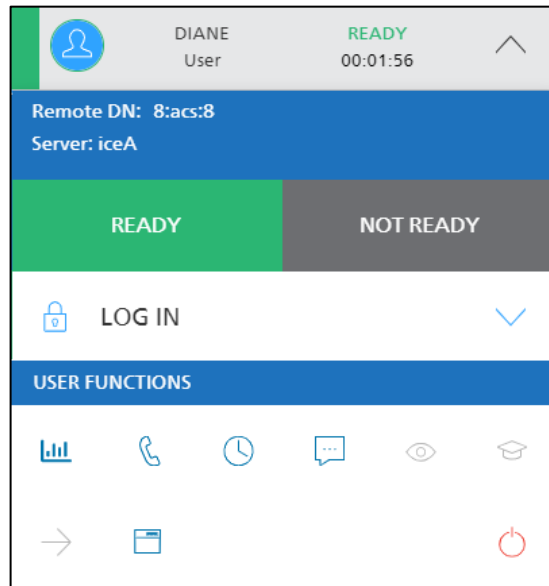 DIANE
User
READY
00:01:56
Remote DN: 8:acs:8
Server: iceA
READY
NOT READY
LOG IN
USER FUNCTIONS